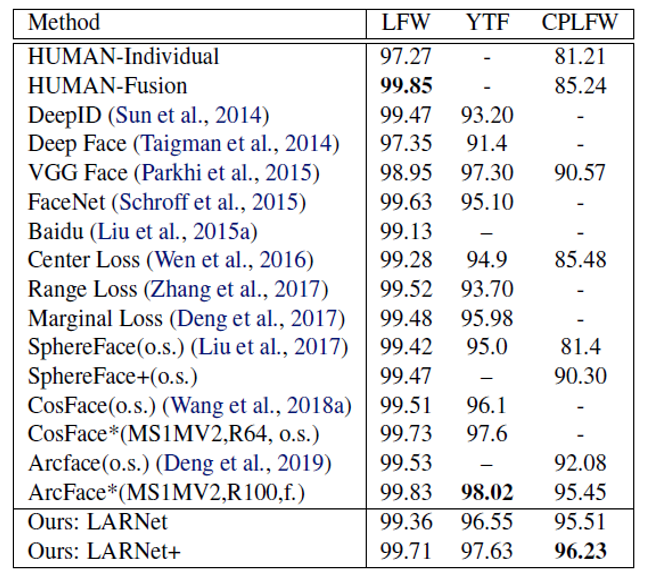 Method LFW YTF CPLFW
HUMAN-Individual 97.27 - 81.21
HUMAN-Fusion 99.85 - 85.24
DeepID (Sun et al., 2014) 99.47 93.20 -
Deep Face (Taigman et al., 2014) 97.35 91.4 -
VGG Face (Parkhi et al., 2015) 98.95 97.30 90.57
FaceNet (Schroff et al., 2015) 99.63 95.10 -
Baidu (Liu et al., 2015a) 99.13 – -
Center Loss (Wen et al., 2016) 99.28 94.9 85.48
Range Loss (Zhang et al., 2017) 99.52 93.70 -
Marginal Loss (Deng et al., 2017) 99.48 95.98 -
SphereFace(o.s.) (Liu et al., 2017) 99.42 95.0 81.4
SphereFace+(o.s.) 99.47 – 90.30
CosFace(o.s.) (Wang et al., 2018a) 99.51 96.1 -
CosFace*(MS1MV2,R64, o.s.) 99.73 97.6 -
Arcface(o.s.) (Deng et al., 2019) 99.53 – 92.08
ArcFace*(MS1MV2,R100,f.) 99.83 98.02 95.45
Ours: LARNet 99.36 96.55 95.51
Ours: LARNet+ 99.71 97.63 96.23